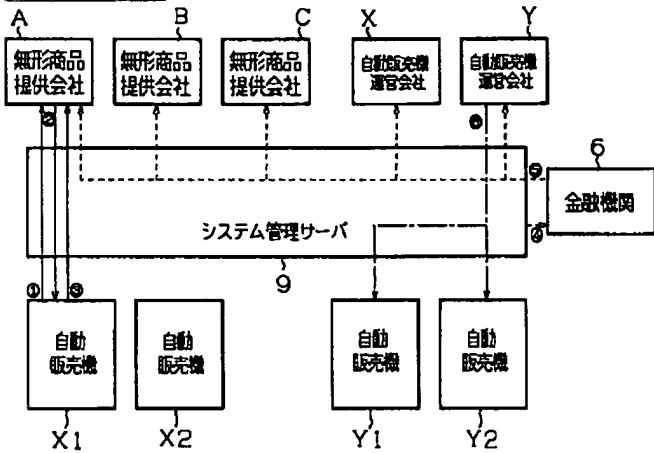 A
B
C
X
Y
無形商品
提供会社
無形商品
提供会社
無形商品
提供会社
自動販売機
運営会社
自動販売機
運営会社
②
⑥
6
⑤
金融機関
システム管理サーバ
④
9
①
③
自動
販売機
自動
販売機
自動
販売機
自動
販売機
X1
X2
Y1
Y2